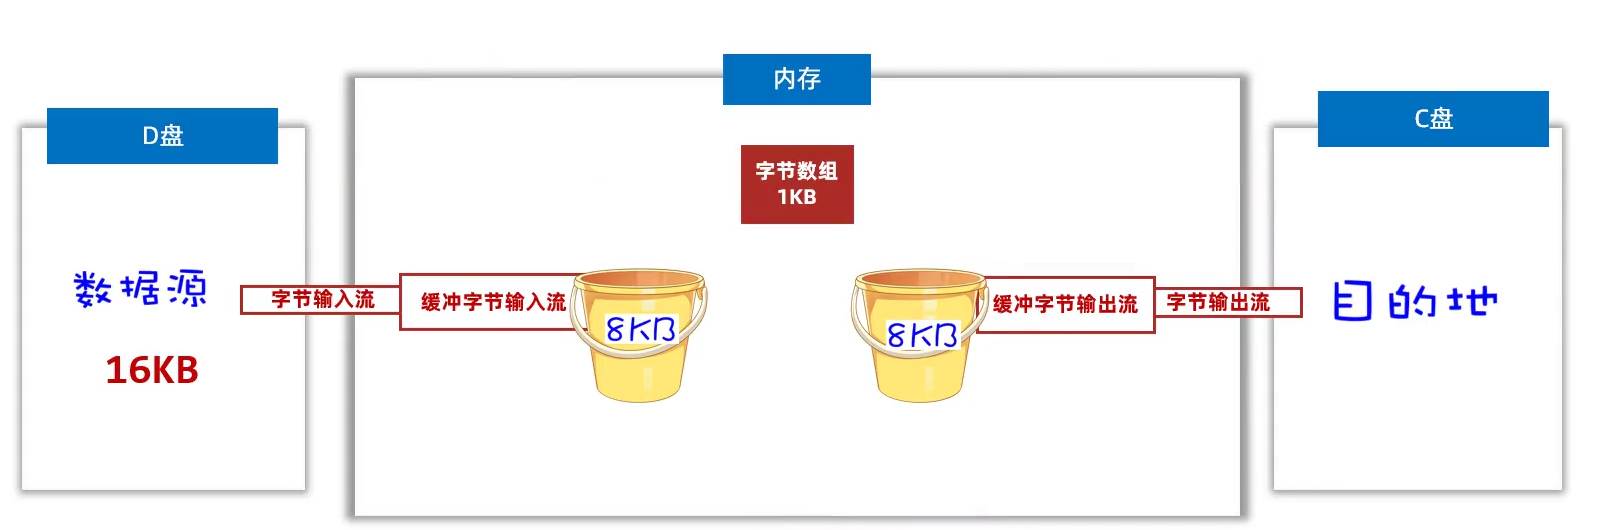 内存
D盘
C盘
字节数组
1KB
数据源
16KB
字节输入流
缓冲字节输入流
8KB
8KB
缓冲字节输出流
字节输出流
目的地